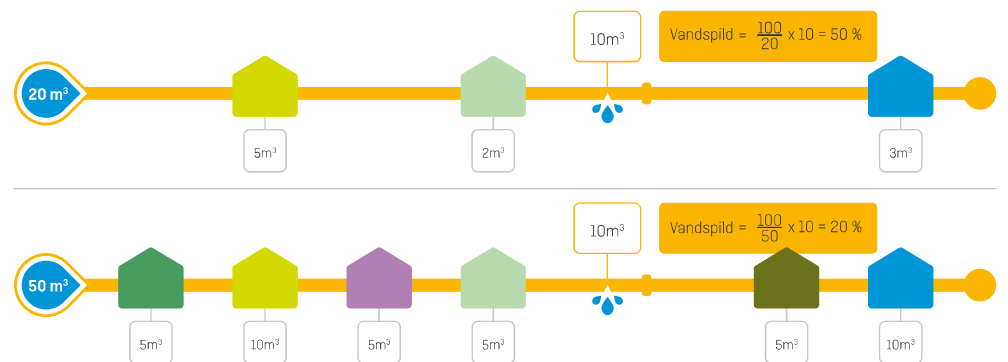 10m³
Vandspild = 100/20 x 10 = 50 %
20 m³
5m³
2m³
3m³
10m³
Vandspild = 100/50 x 10 = 20 %
50 m³
5m³
10m³
5m³
5m³
5m³
10m³